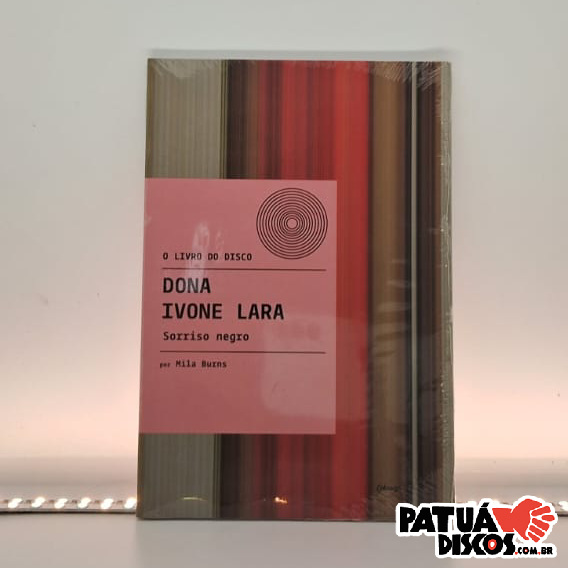 O LIVRO DO DISCO
DONA
IVONE LARA
Sorriso negro
por Mila Burns
PATUÁ
DISCOS.COM.BR